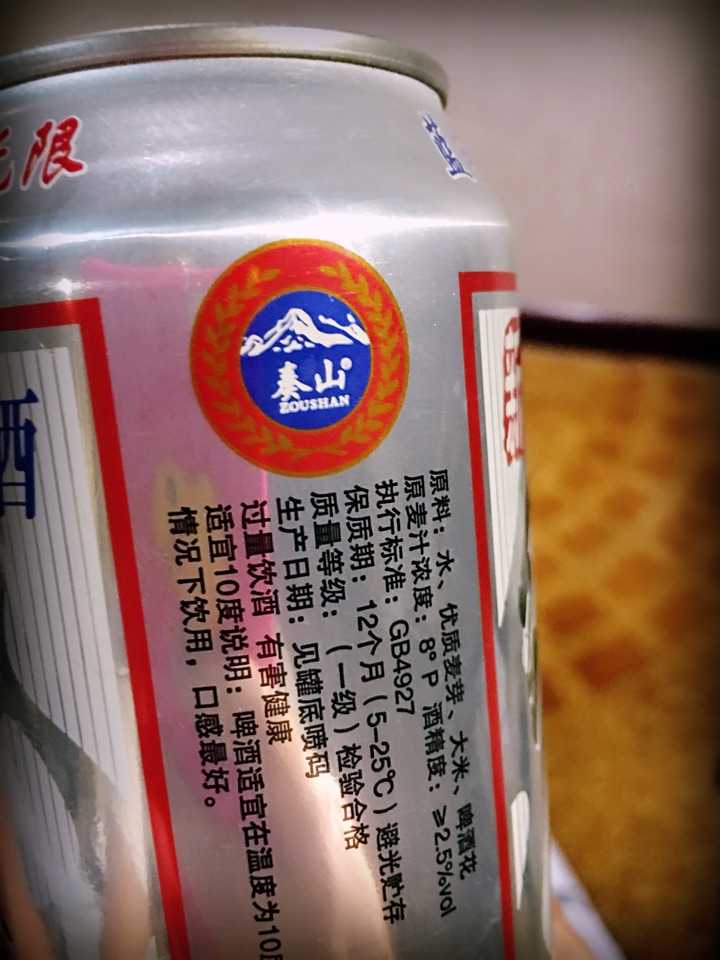 限
酒
奏山
ZOUSHAN
原料：水、优质麦芽、大米、啤酒花
原麦汁浓度：8°P 酒精度：≥2.5%vol
执行标准：GB4927
保质期：12个月（5-25℃）避光贮存
质量等级：（一级）检验合格
生产日期：见罐底喷码
过量饮酒 有害健康
适宜10度说明：啤酒适宜在温度为10
情况下饮用，口感最好。